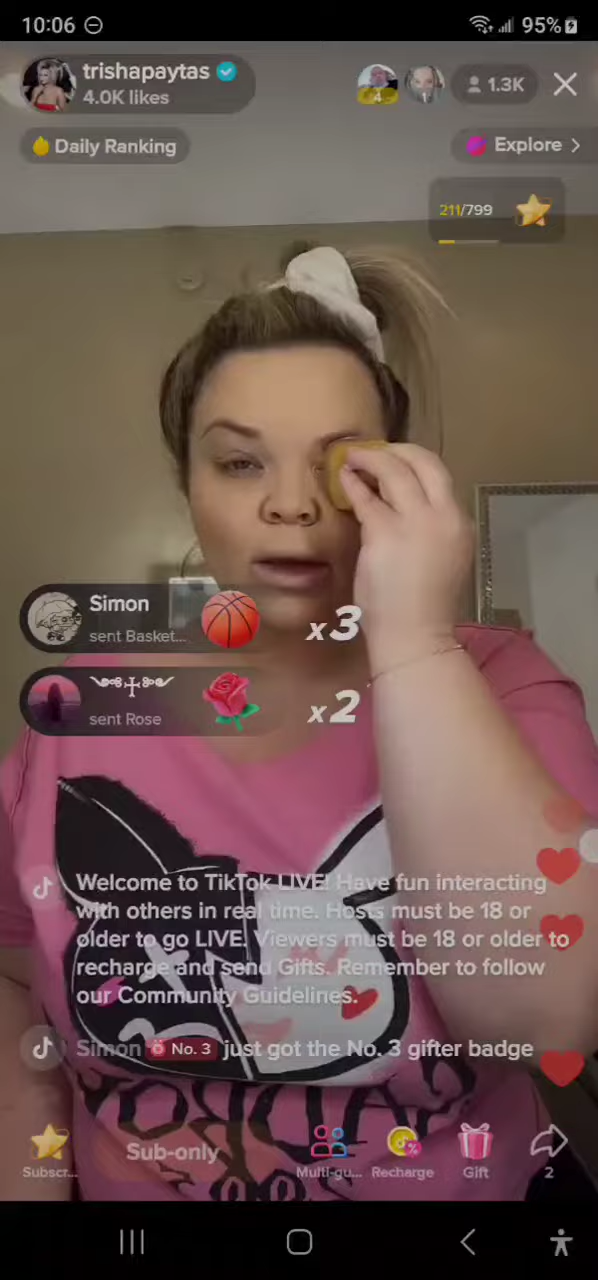 10:06
95%
trishapaytas
4.0K likes
4
1
1.3K
Daily Ranking
Explore >
211/799
Simon
sent Basket...
x3
sent Rose
x2
Welcome to TikTok LIVE! Have fun interacting
with others in real time. Hosts must be 18 or
older to go LIVE. Viewers must be 18 or older to
recharge and send Gifts. Remember to follow
our Community Guidelines.
Simon No. 3 just got the No. 3 gifter badge
Sub-only
Subscr...
Multi-gu...
Recharge
Gift
2